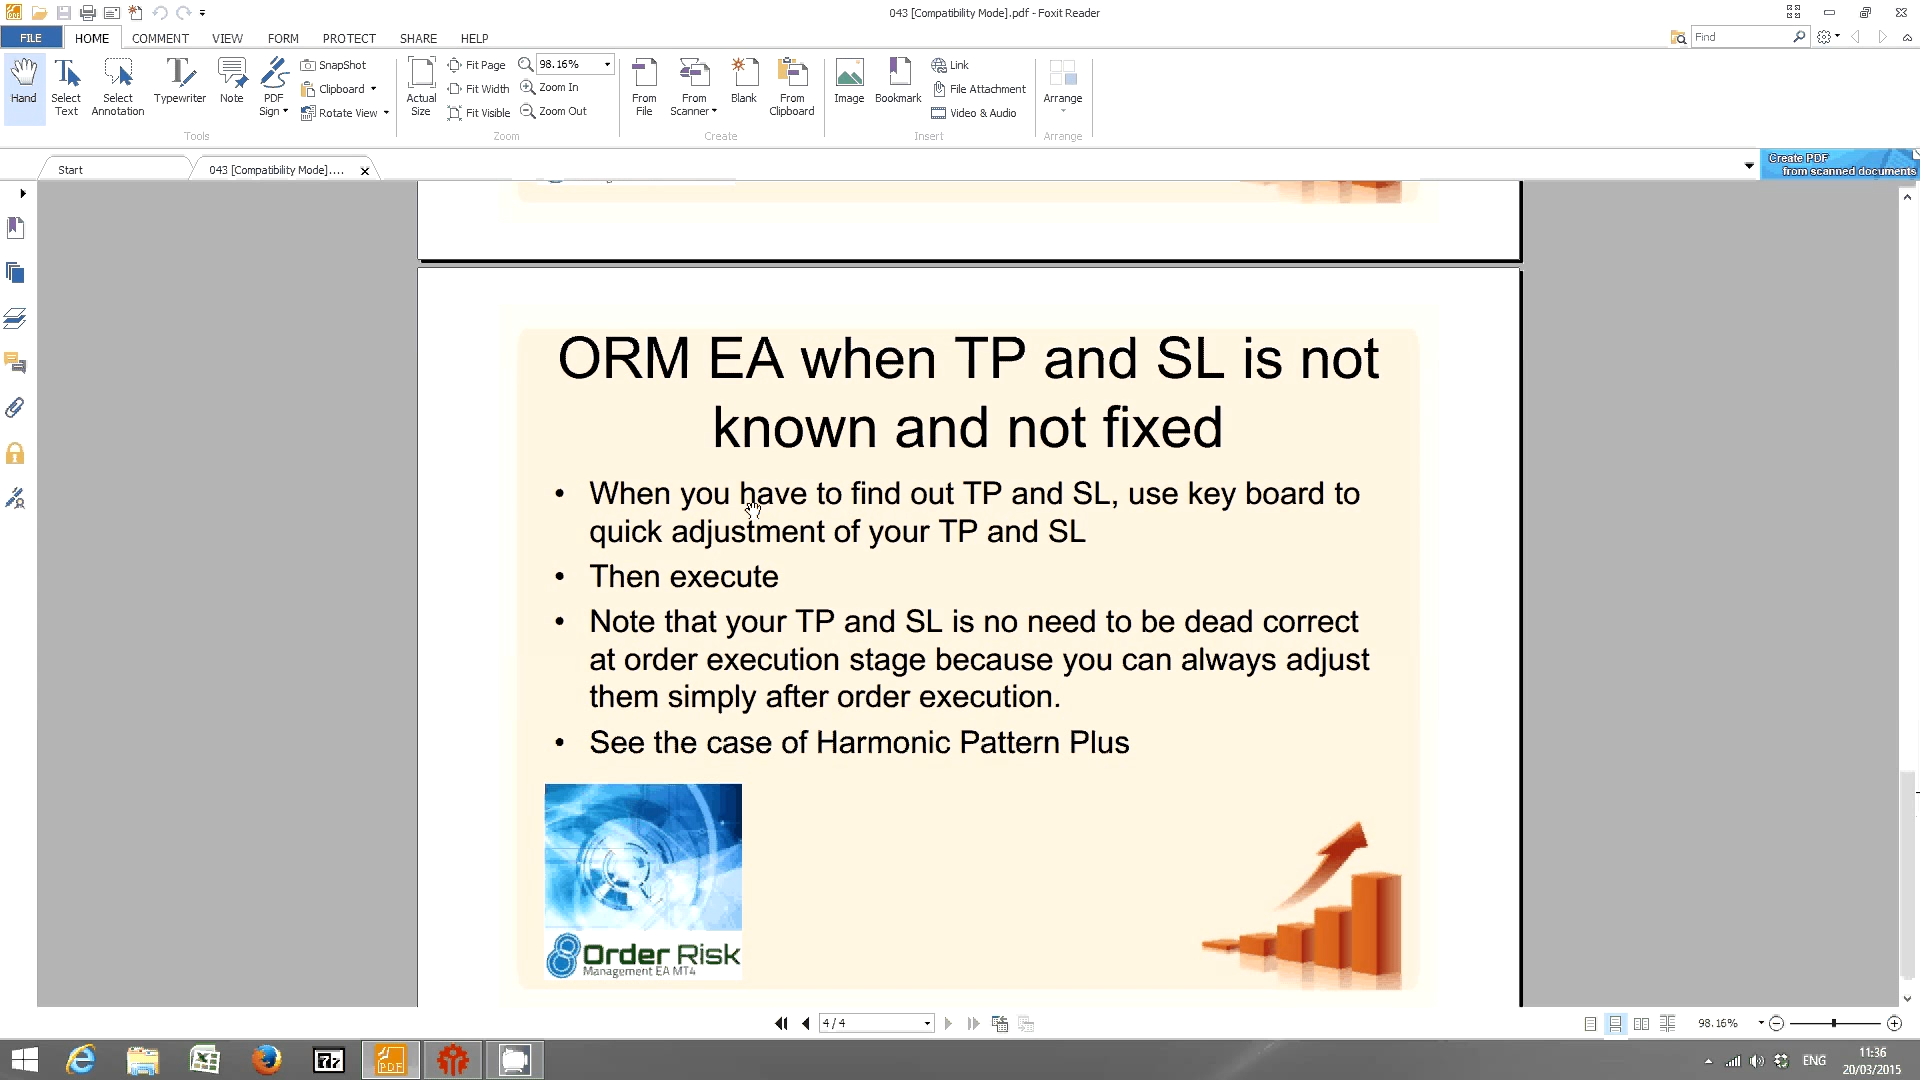 043 [Compatibility Mode].pdf - Foxit Reader
FILE HOME COMMENT VIEW FORM PROTECT SHARE HELP
Find
Hand
Select Text
Select Annotation
Typewriter
Note
PDF Sign
SnapShot
Clipboard
Rotate View
Tools
Actual Size
Fit Page
Fit Width
Fit Visible
98.16%
Zoom In
Zoom Out
Zoom
From File
From Scanner
Blank
From Clipboard
Create
Image
Bookmark
Link
File Attachment
Video & Audio
Insert
Arrange
Arrange
Start
043 [Compatibility Mode]....
Create PDF
from scanned documents
ORM EA when TP and SL is not
known and not fixed
• When you have to find out TP and SL, use key board to
quick adjustment of your TP and SL
• Then execute
• Note that your TP and SL is no need to be dead correct
at order execution stage because you can always adjust
them simply after order execution.
• See the case of Harmonic Pattern Plus
Order Risk
Management EA MT4
4 / 4
98.16%
PDF
ENG
11:36
20/03/2015